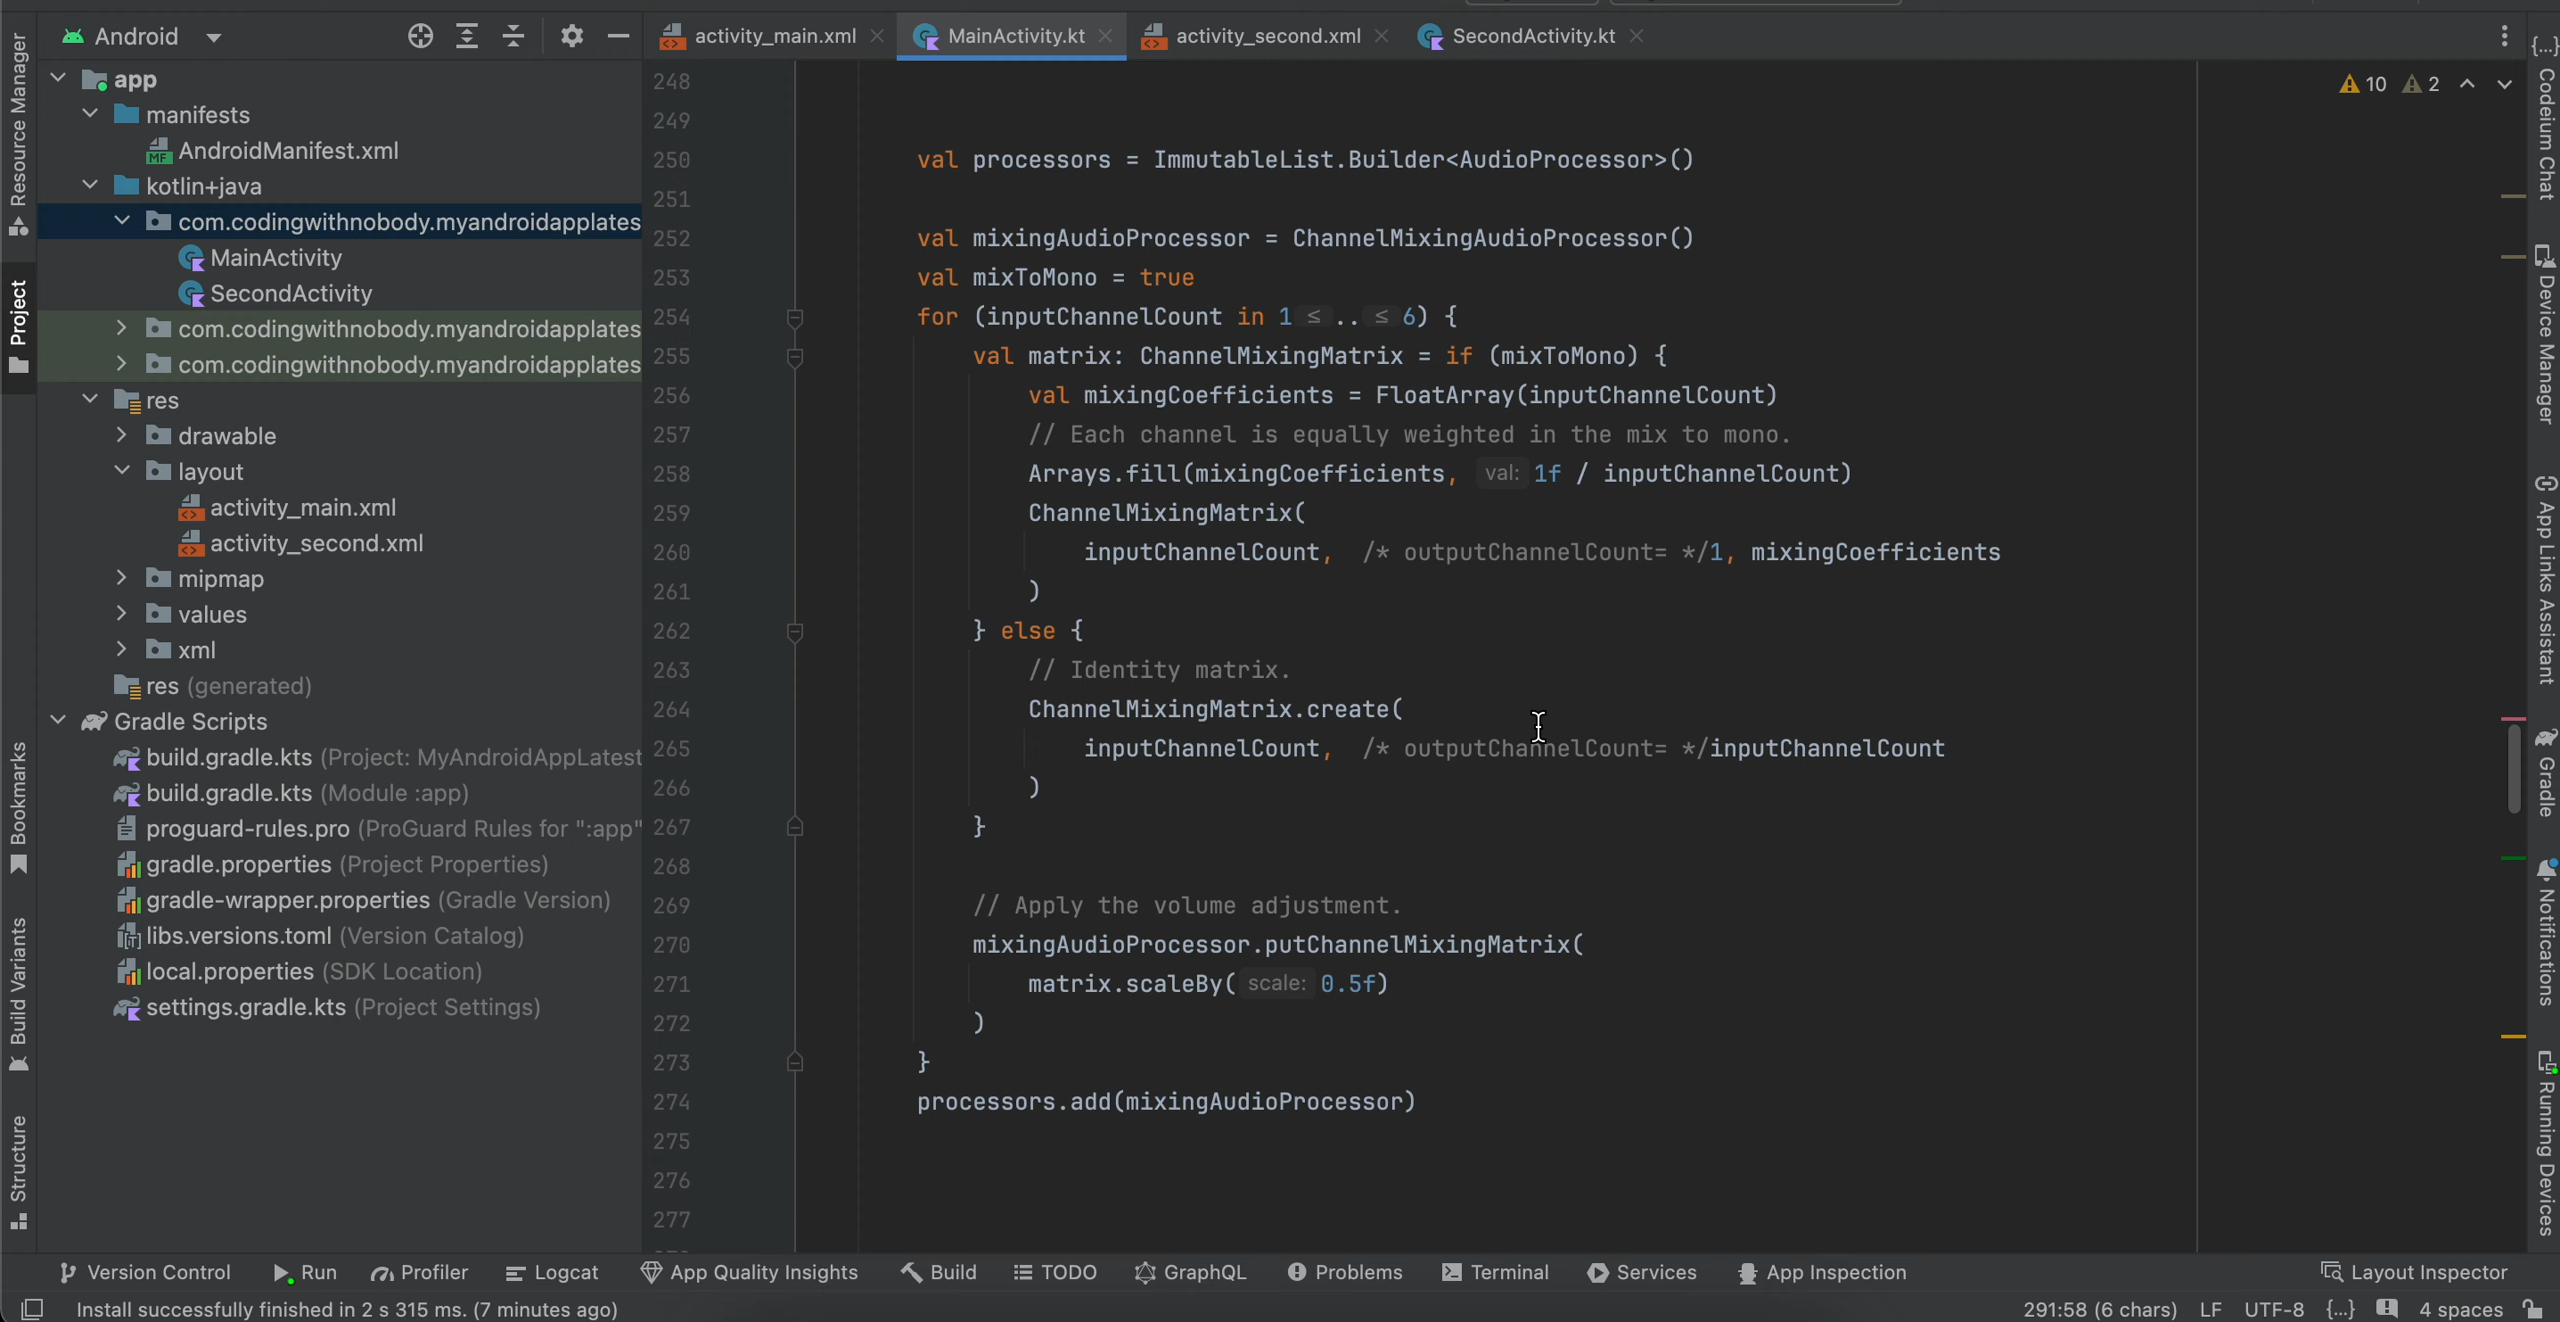 Android
activity_main.xml
MainActivity.kt
activity_second.xml
SecondActivity.kt
Resource Manager
Project
Bookmarks
Build Variants
Structure
app
manifests
AndroidManifest.xml
kotlin+java
com.codingwithnobody.myandroidapplates
MainActivity
SecondActivity
com.codingwithnobody.myandroidapplates
com.codingwithnobody.myandroidapplates
res
drawable
layout
activity_main.xml
activity_second.xml
mipmap
values
xml
res (generated)
Gradle Scripts
build.gradle.kts (Project: MyAndroidAppLatest
build.gradle.kts (Module :app)
proguard-rules.pro (ProGuard Rules for ":app"
gradle.properties (Project Properties)
gradle-wrapper.properties (Gradle Version)
libs.versions.toml (Version Catalog)
local.properties (SDK Location)
settings.gradle.kts (Project Settings)
10 2
248
249
250 val processors = ImmutableList.Builder<AudioProcessor>()
251
252 val mixingAudioProcessor = ChannelMixingAudioProcessor()
253 val mixToMono = true
254 for (inputChannelCount in 1 ≤ .. ≤ 6) {
255 val matrix: ChannelMixingMatrix = if (mixToMono) {
256 val mixingCoefficients = FloatArray(inputChannelCount)
257 // Each channel is equally weighted in the mix to mono.
258 Arrays.fill(mixingCoefficients, val: 1f / inputChannelCount)
259 ChannelMixingMatrix(
260 inputChannelCount, /* outputChannelCount= */1, mixingCoefficients
261 )
262 } else {
263 // Identity matrix.
264 ChannelMixingMatrix.create(
265 inputChannelCount, /* outputChannelCount= */inputChannelCount
266 )
267 }
268
269 // Apply the volume adjustment.
270 mixingAudioProcessor.putChannelMixingMatrix(
271 matrix.scaleBy( scale: 0.5f)
272 )
273 }
274 processors.add(mixingAudioProcessor)
275
276
277
{...} Codeium Chat
Device Manager
App Links Assistant
Gradle
Notifications
Running Devices
Version Control
Run
Profiler
Logcat
App Quality Insights
Build
TODO
GraphQL
Problems
Terminal
Services
App Inspection
Layout Inspector
Install successfully finished in 2 s 315 ms. (7 minutes ago)
291:58 (6 chars) LF UTF-8 {...} 4 spaces